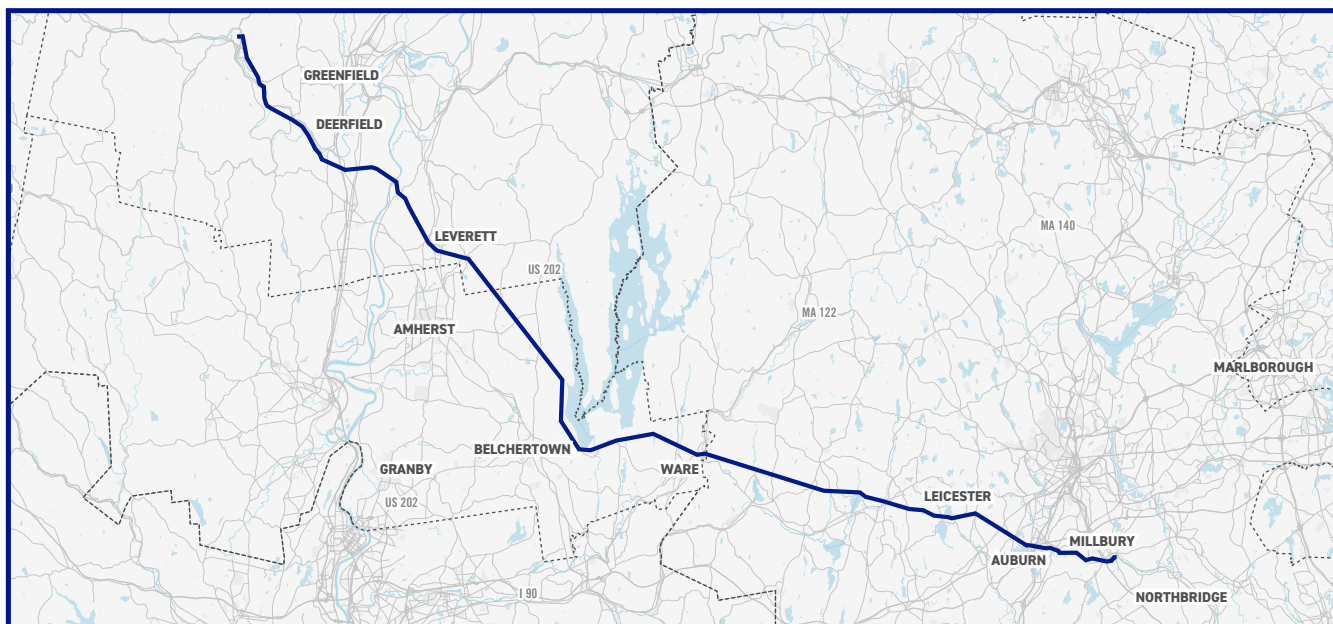 GREENFIELD
DEERFIELD
LEVERETT
US 202
MA 140
MA 122
AMHERST
MARLBOROUGH
BELCHERTOWN
GRANBY
WARE
US 202
LEICESTER
MILLBURY
AUBURN
I 90
NORTHBRIDGE